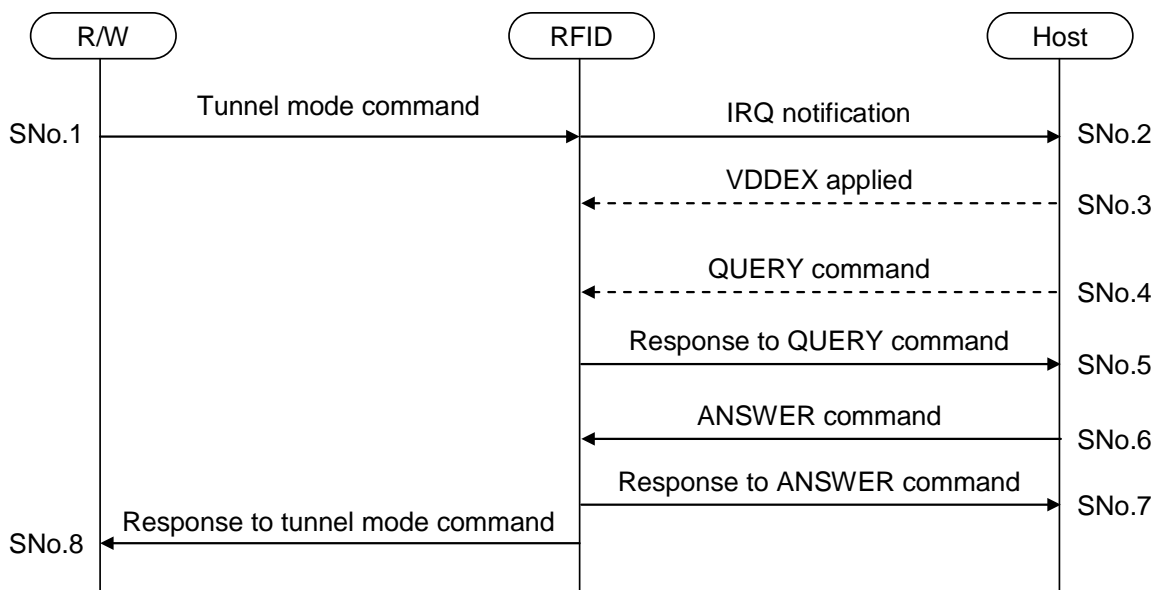 R/W
RFID
Host
Tunnel mode command
IRQ notification
SNo.1
SNo.2
VDDEX applied
SNo.3
QUERY command
SNo.4
Response to QUERY command
SNo.5
ANSWER command
SNo.6
Response to ANSWER command
SNo.7
Response to tunnel mode command
SNo.8